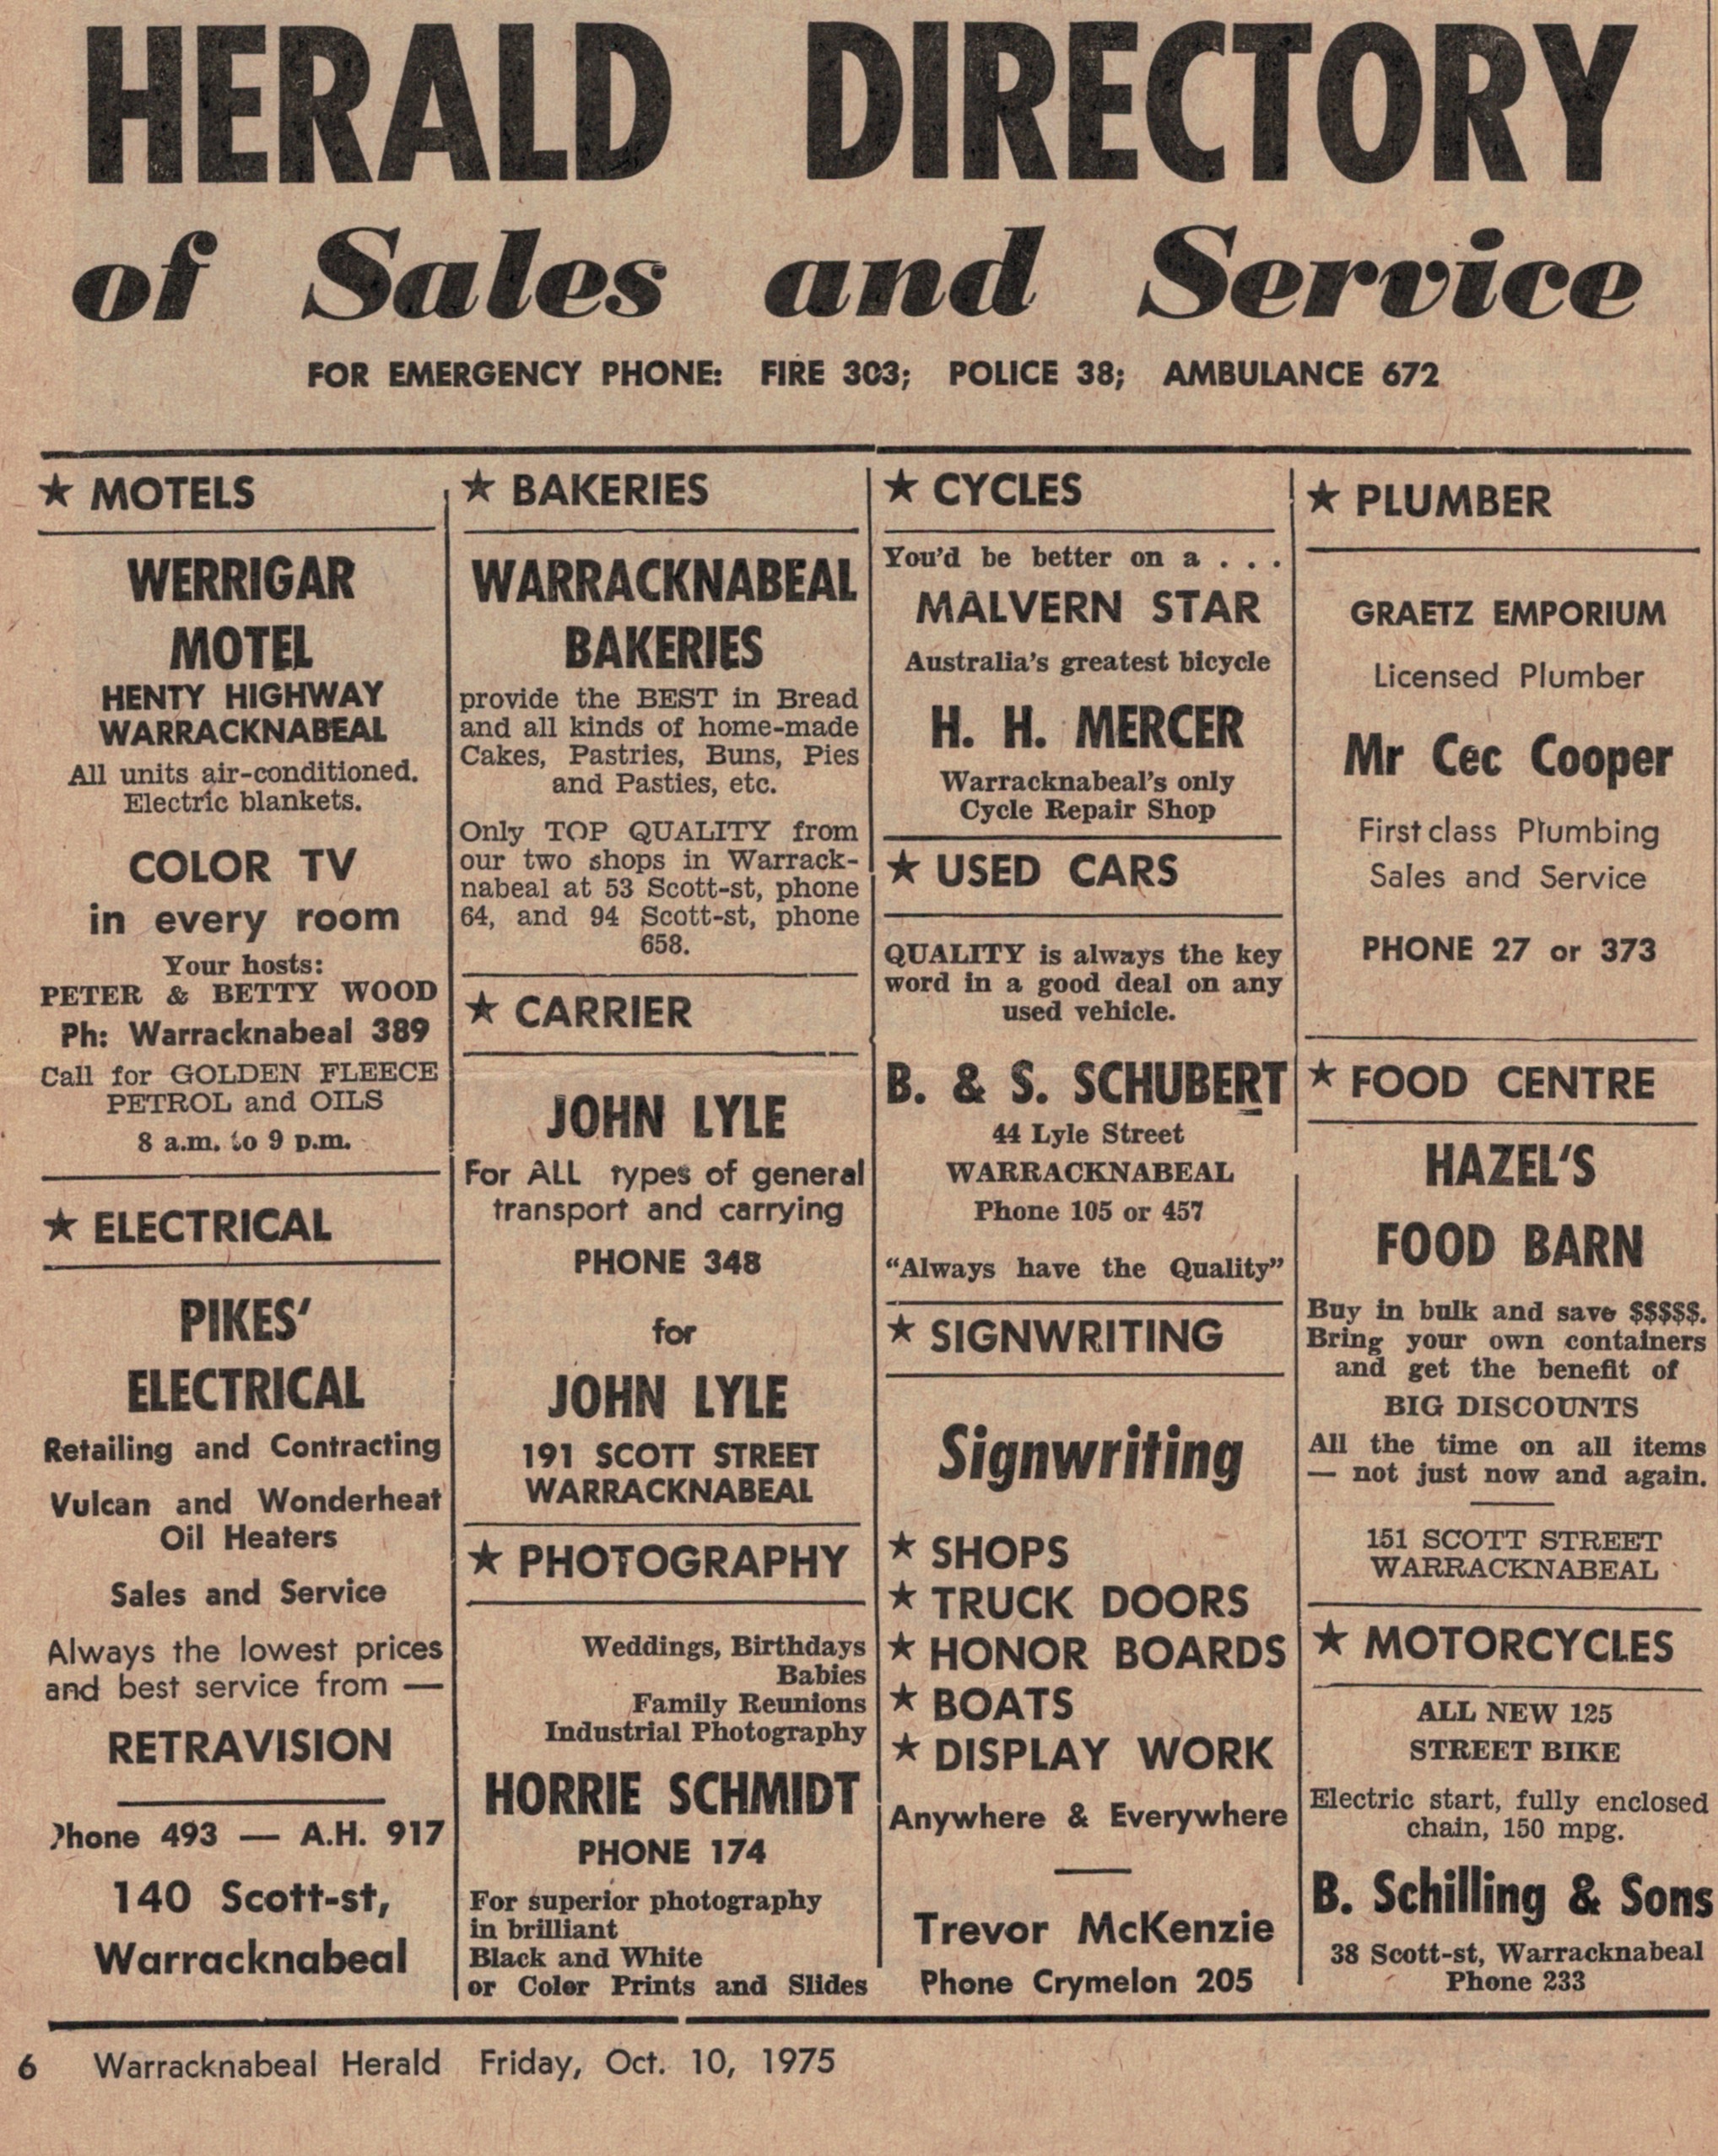 HERALD DIRECTORY
of Sales and Service
FOR EMERGENCY PHONE: FIRE 303; POLICE 38; AMBULANCE 672
★ MOTELS
WERRIGAR
MOTEL
HENTY HIGHWAY
WARRACKNABEAL
All units air-conditioned.
Electric blankets.
COLOR TV
in every room
Your hosts:
PETER & BETTY WOOD
Ph: Warracknabeal 389
Call for GOLDEN FLEECE
PETROL and OILS
8 a.m. to 9 p.m.
★ ELECTRICAL
PIKES'
ELECTRICAL
Retailing and Contracting
Vulcan and Wonderheat
Oil Heaters
Sales and Service
Always the lowest prices
and best service from —
RETRAVISION
Phone 493 — A.H. 917
140 Scott-st,
Warracknabeal
★ BAKERIES
WARRACKNABEAL
BAKERIES
provide the BEST in Bread
and all kinds of home-made
Cakes, Pastries, Buns, Pies
and Pasties, etc.
Only TOP QUALITY from
our two shops in Warrack-
nabeal at 53 Scott-st, phone
64, and 94 Scott-st, phone
658.
★ CARRIER
JOHN LYLE
For ALL types of general
transport and carrying
PHONE 348
for
JOHN LYLE
191 SCOTT STREET
WARRACKNABEAL
★ PHOTOGRAPHY
Weddings, Birthdays
Babies
Family Reunions
Industrial Photography
HORRIE SCHMIDT
PHONE 174
For superior photography
in brilliant
Black and White
or Color Prints and Slides
★ CYCLES
You'd be better on a . . .
MALVERN STAR
Australia's greatest bicycle
H. H. MERCER
Warracknabeal's only
Cycle Repair Shop
★ USED CARS
QUALITY is always the key
word in a good deal on any
used vehicle.
B. & S. SCHUBERT
44 Lyle Street
WARRACKNABEAL
Phone 105 or 457
"Always have the Quality"
★ SIGNWRITING
Signwriting
★ SHOPS
★ TRUCK DOORS
★ HONOR BOARDS
★ BOATS
★ DISPLAY WORK
Anywhere & Everywhere
Trevor McKenzie
Phone Crymelon 205
★ PLUMBER
GRAETZ EMPORIUM
Licensed Plumber
Mr Cec Cooper
First class Plumbing
Sales and Service
PHONE 27 or 373
★ FOOD CENTRE
HAZEL'S
FOOD BARN
Buy in bulk and save $$$$$.
Bring your own containers
and get the benefit of
BIG DISCOUNTS
All the time on all items
— not just now and again.
151 SCOTT STREET
WARRACKNABEAL
★ MOTORCYCLES
ALL NEW 125
STREET BIKE
Electric start, fully enclosed
chain, 150 mpg.
B. Schilling & Sons
38 Scott-st, Warracknabeal
Phone 233
6 Warracknabeal Herald Friday, Oct. 10, 1975